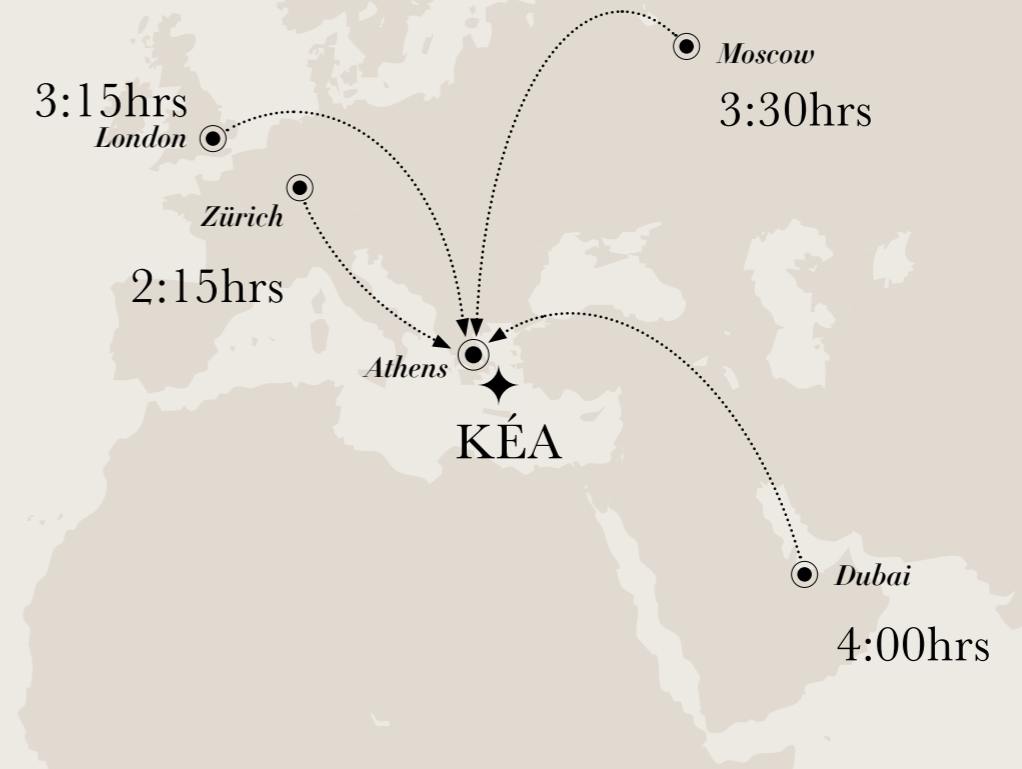 Moscow
3:30hrs
3:15hrs
London
Zürich
2:15hrs
Athens
KÉA
Dubai
4:00hrs